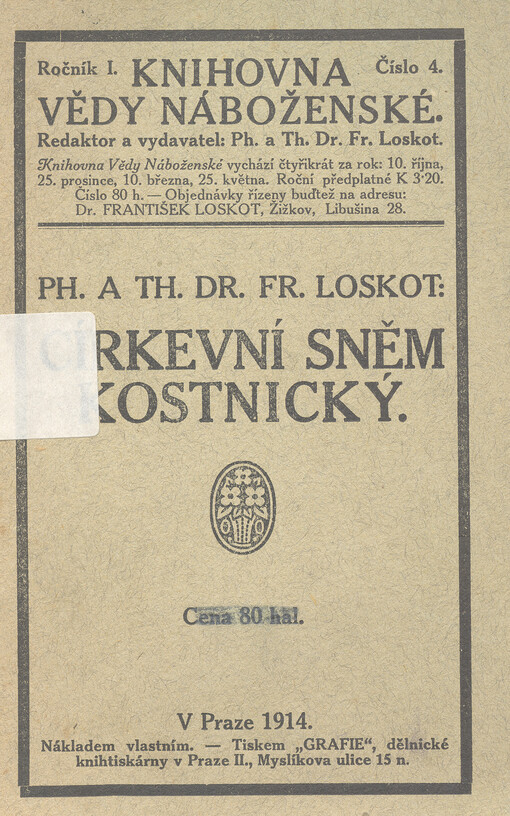 Ročník I. KNIHOVNA Číslo 4.
VĚDY NÁBOŽENSKÉ.
Redaktor a vydavatel: Ph. a Th. Dr. Fr. Loskot.
Knihovna Vědy Náboženské vychází čtyřikrát za rok: 10. října,
25. prosince, 10. března, 25. května. Roční předplatné K 3·20.
Číslo 80 h. — Objednávky řízeny buďtež na adresu:
Dr. FRANTIŠEK LOSKOT, Žižkov, Libušina 28.
PH. A TH. DR. FR. LOSKOT:
CÍRKEVNÍ SNĚM
KOSTNICKÝ.
Cena 80 hal.
V Praze 1914.
Nákladem vlastním. — Tiskem „GRAFIE“, dělnické
knihtiskárny v Praze II., Myslíkova ulice 15 n.